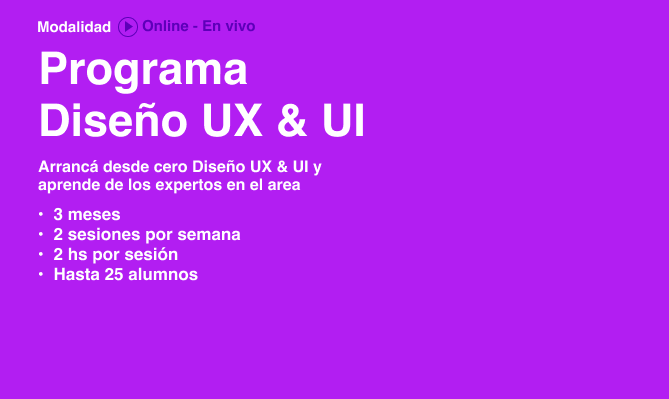 Modalidad Online - En vivo
Programa
Diseño UX & UI
Arrancá desde cero Diseño UX & UI y
aprende de los expertos en el area
• 3 meses
• 2 sesiones por semana
• 2 hs por sesión
• Hasta 25 alumnos